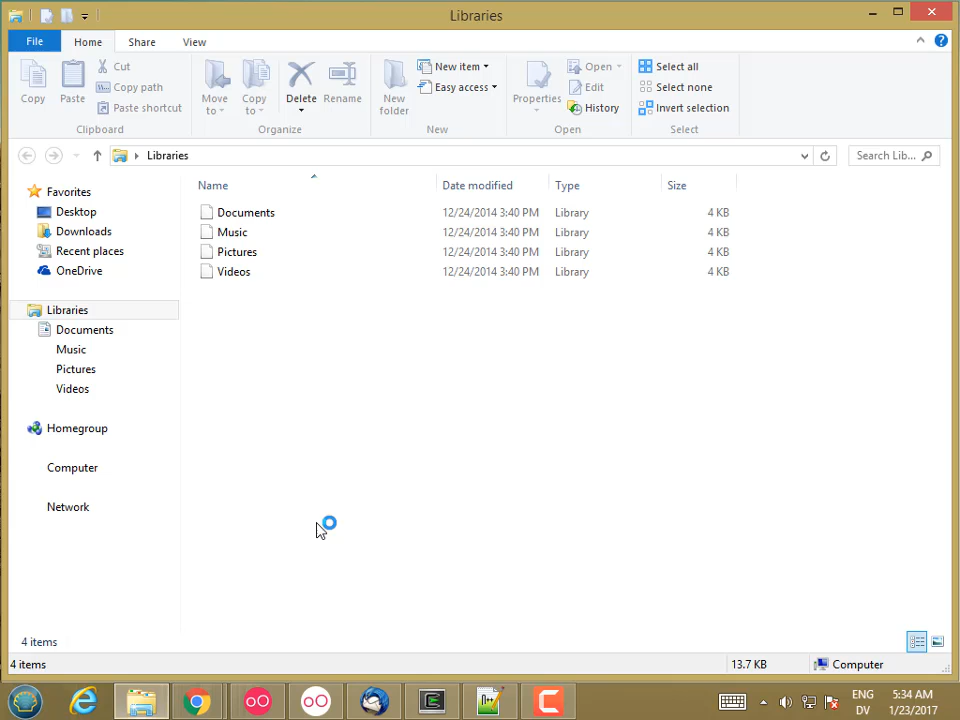 Libraries
File Home Share View
Copy Paste Cut Copy path Paste shortcut
Clipboard
Move to Copy to Delete Rename
Organize
New folder New item Easy access
New
Properties Open Edit History
Open
Select all Select none Invert selection
Select
Libraries Search Lib...
Name Date modified Type Size
Documents 12/24/2014 3:40 PM Library 4 KB
Music 12/24/2014 3:40 PM Library 4 KB
Pictures 12/24/2014 3:40 PM Library 4 KB
Videos 12/24/2014 3:40 PM Library 4 KB
Favorites
Desktop
Downloads
Recent places
OneDrive
Libraries
Documents
Music
Pictures
Videos
Homegroup
Computer
Network
4 items
4 items 13.7 KB Computer
ENG 5:34 AM
DV 1/23/2017